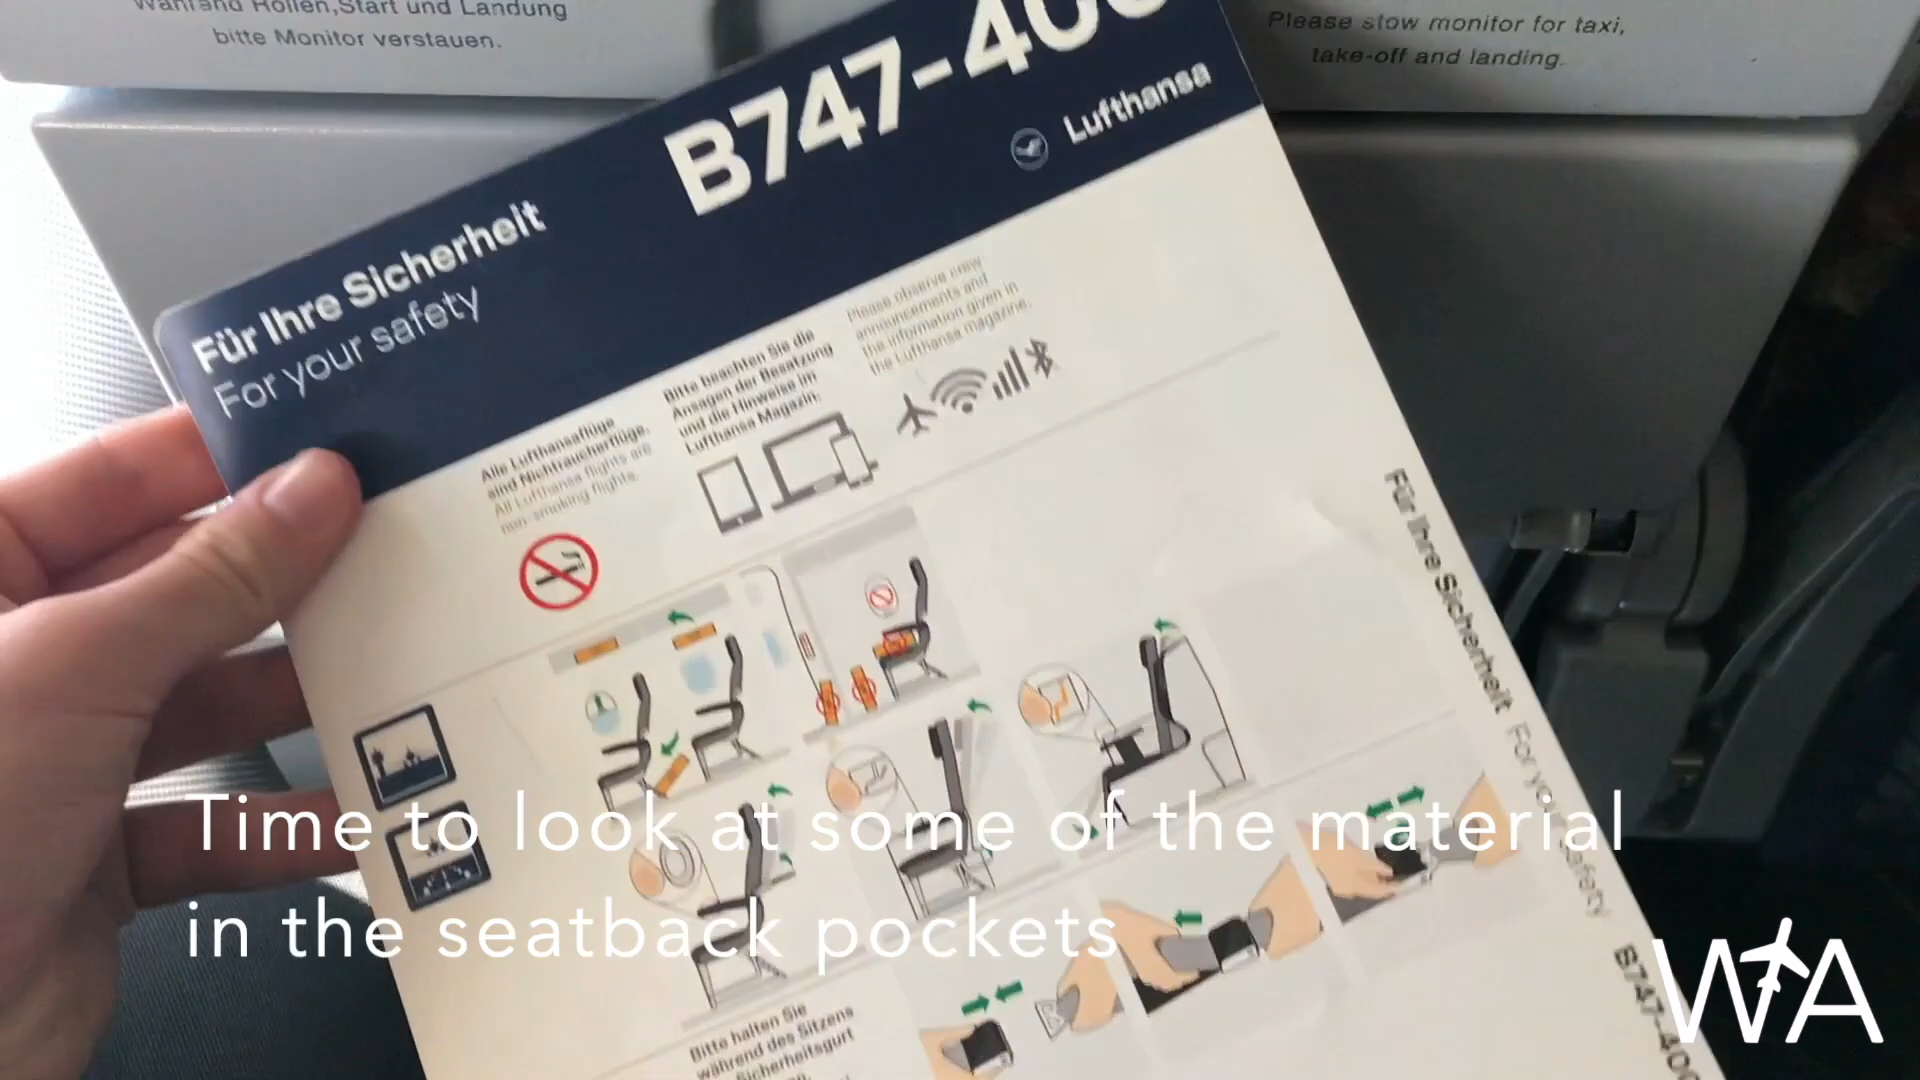 Während Rollen,Start und Landung
bitte Monitor verstauen.
Please stow monitor for taxi,
take-off and landing.
B747-400
Lufthansa
Für Ihre Sicherheit
For your safety
Alle Lufthansaflüge
sind Nichtraucherflüge.
All Lufthansa flights are
non-smoking flights.
Bitte beachten Sie die
Ansagen der Besatzung
und die Hinweise im
Lufthansa Magazin.
Please observe crew
announcements and
the information given in
the Lufthansa magazine.
Für Ihre Sicherheit For your safety
B747-400
Bitte halten Sie
während des Sitzens
Sicherheitsgurt
Time to look at some of the material
in the seatback pockets
WA